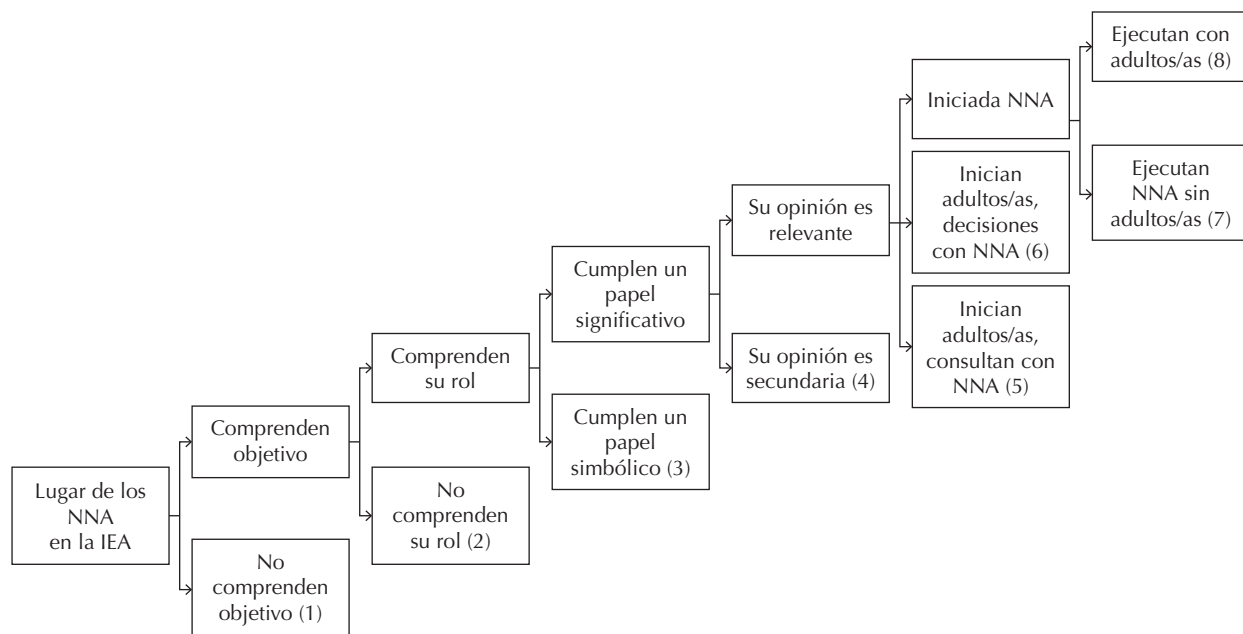 Lugar de los
NNA
en la IEA
Comprenden
objetivo
No
comprenden
objetivo (1)
Comprenden
su rol
No
comprenden
su rol (2)
Cumplen un
papel
significativo
Cumplen un
papel
simbólico (3)
Su opinión es
relevante
Su opinión es
secundaria (4)
Iniciada NNA
Inician
adultos/as,
decisiones
con NNA (6)
Inician
adultos/as,
consultan con
NNA (5)
Ejecutan con
adultos/as (8)
Ejecutan
NNA sin
adultos/as (7)